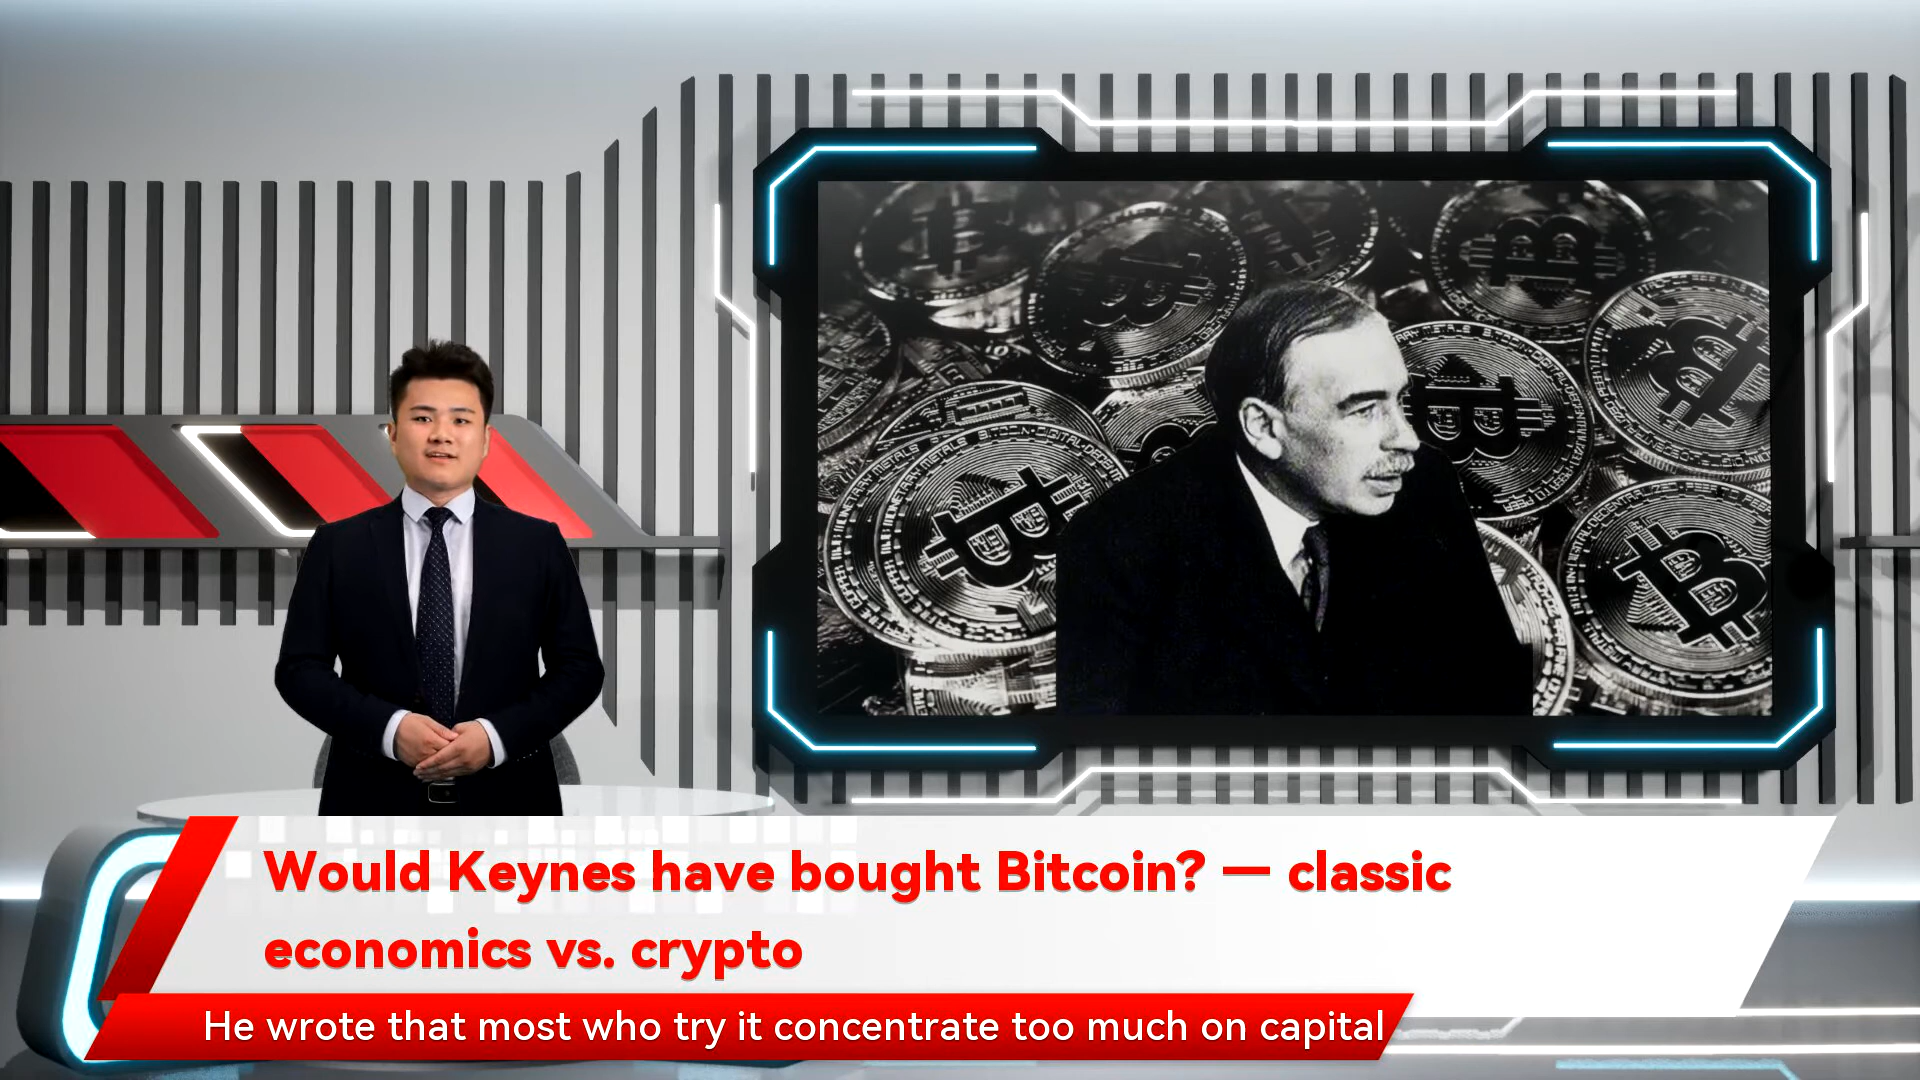 Would Keynes have bought Bitcoin? — classic
economics vs. crypto
He wrote that most who try it concentrate too much on capital